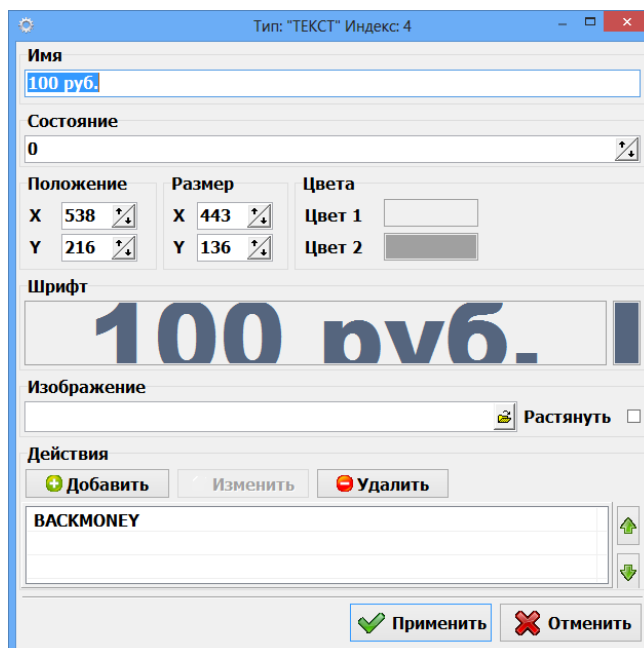 Тип: "ТЕКСТ" Индекс: 4
Имя
100 руб.
Состояние
0
Положение Размер Цвета
X 538 X 443 Цвет 1
Y 216 Y 136 Цвет 2
Шрифт
100 руб.
Изображение
Растянуть
Действия
Добавить Изменить Удалить
BACKMONEY
Применить Отменить